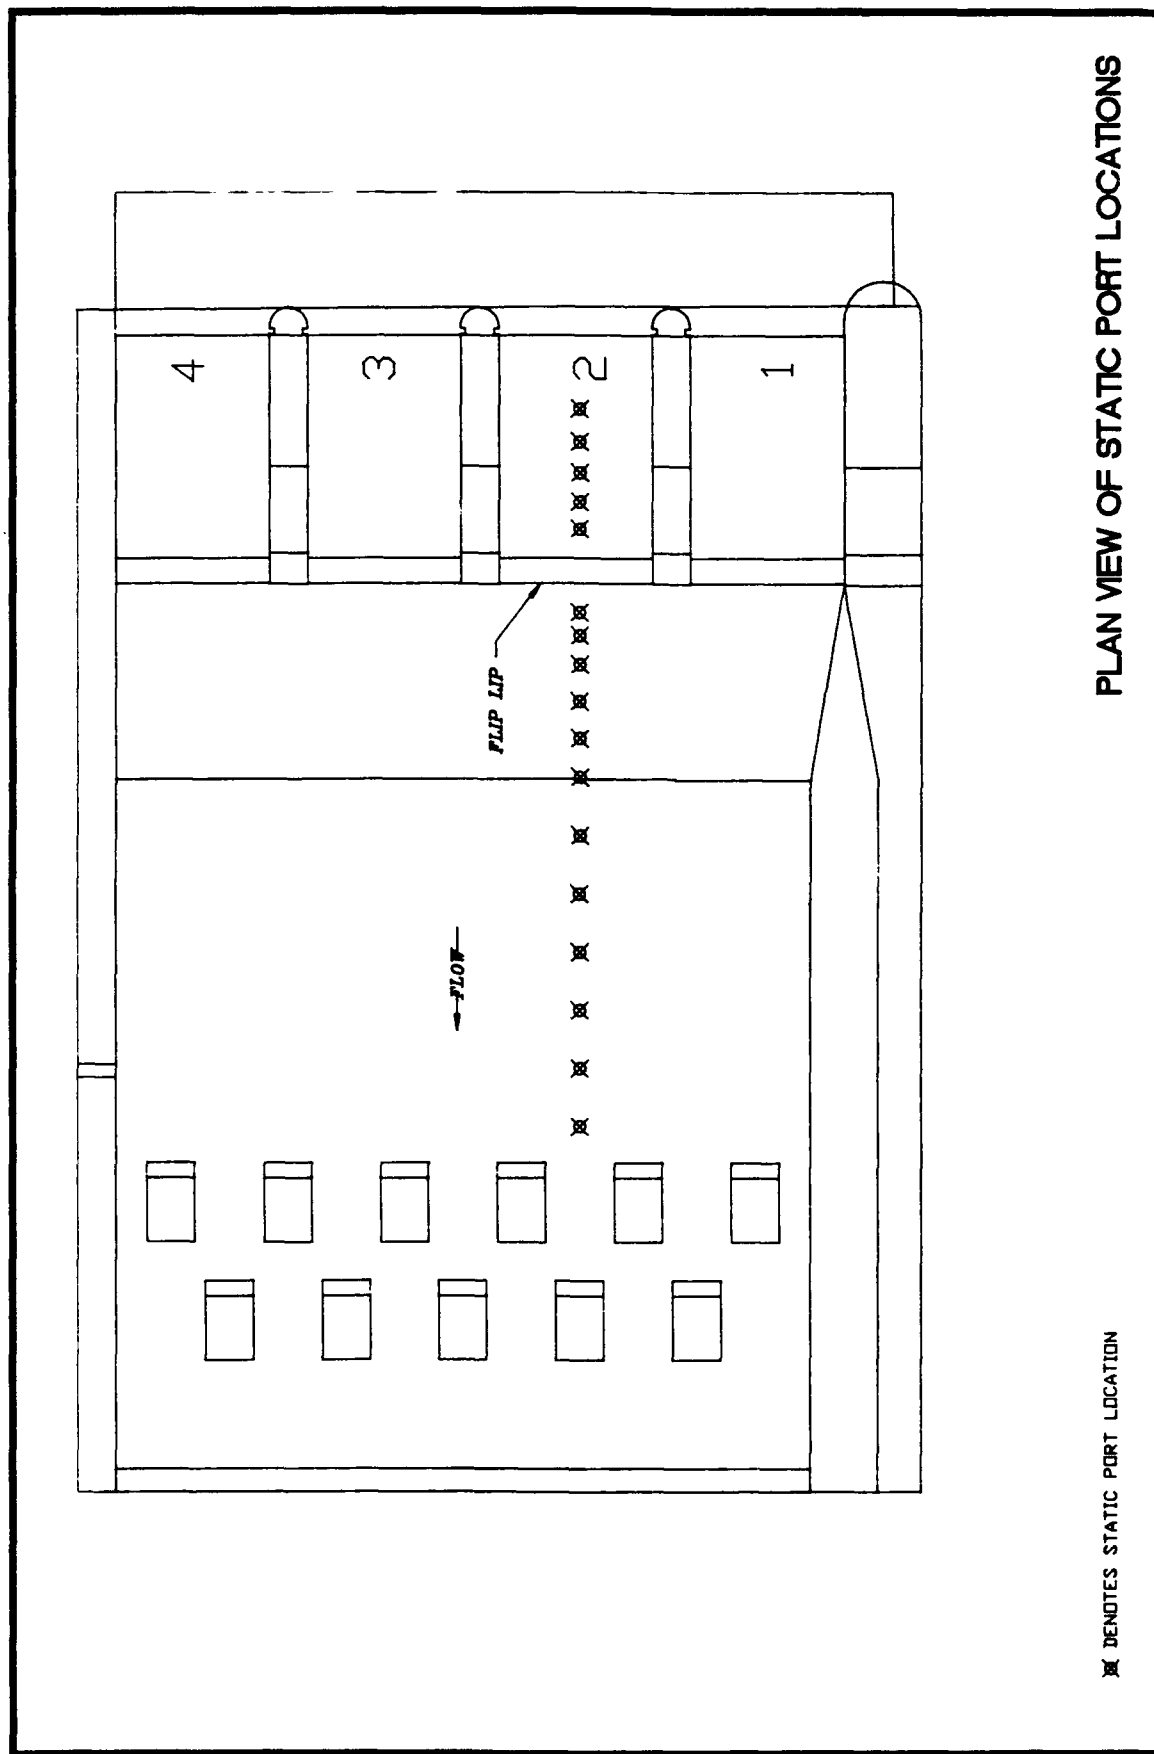 4
3
2
1
FLIP LIP
FLOW
PLAN VIEW OF STATIC PORT LOCATIONS
DENOTES STATIC PORT LOCATION